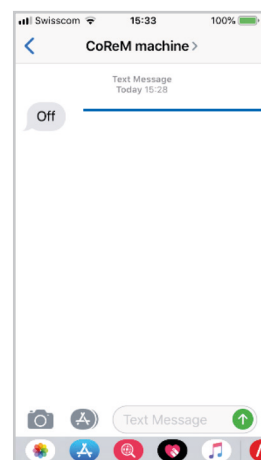 Swisscom 15:33 100%
CoReM machine
Text Message
Today 15:28
Off
Text Message